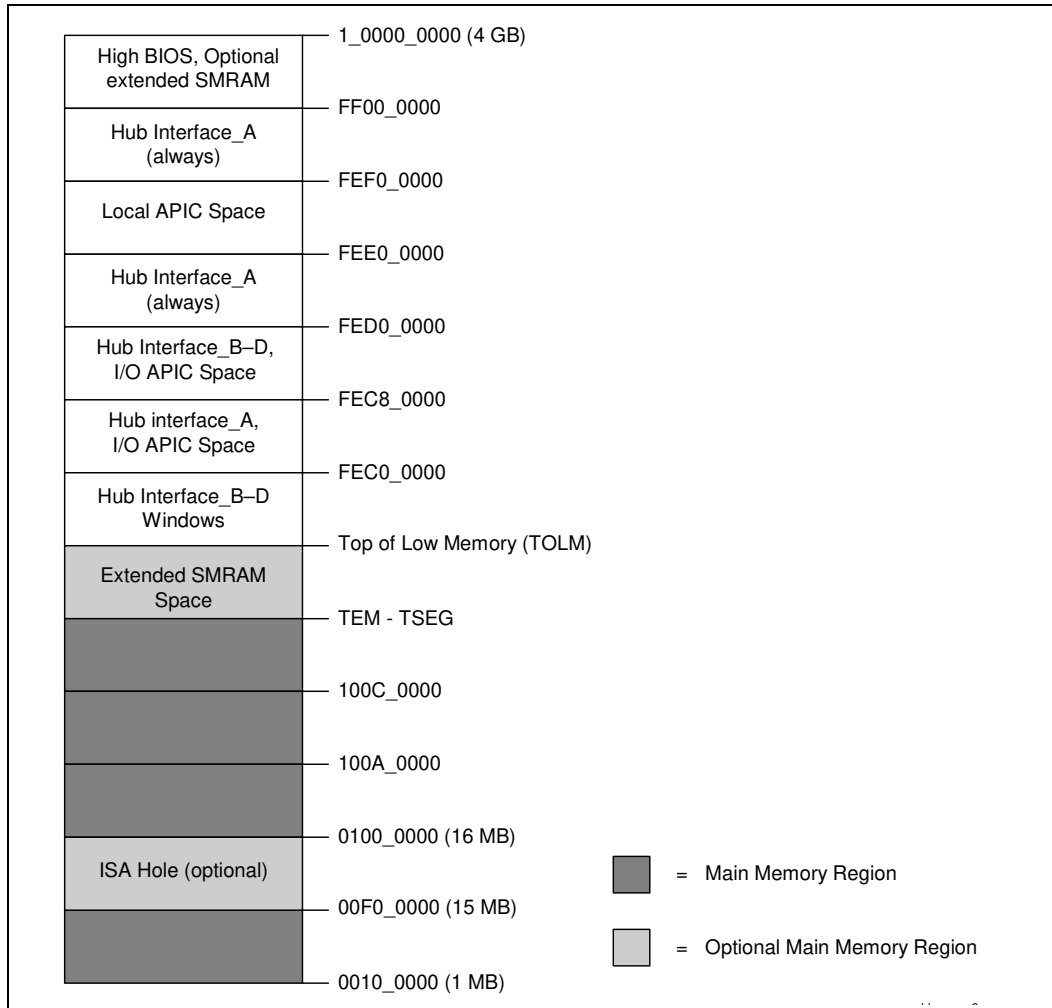 1_0000_0000 (4 GB)
High BIOS, Optional
extended SMRAM
FF00_0000
Hub Interface_A
(always)
FEF0_0000
Local APIC Space
FEE0_0000
Hub Interface_A
(always)
FED0_0000
Hub Interface_B–D,
I/O APIC Space
FEC8_0000
Hub interface_A,
I/O APIC Space
FEC0_0000
Hub Interface_B–D
Windows
Top of Low Memory (TOLM)
Extended SMRAM
Space
TEM - TSEG
100C_0000
100A_0000
0100_0000 (16 MB)
ISA Hole (optional)
00F0_0000 (15 MB)
0010_0000 (1 MB)
= Main Memory Region
= Optional Main Memory Region